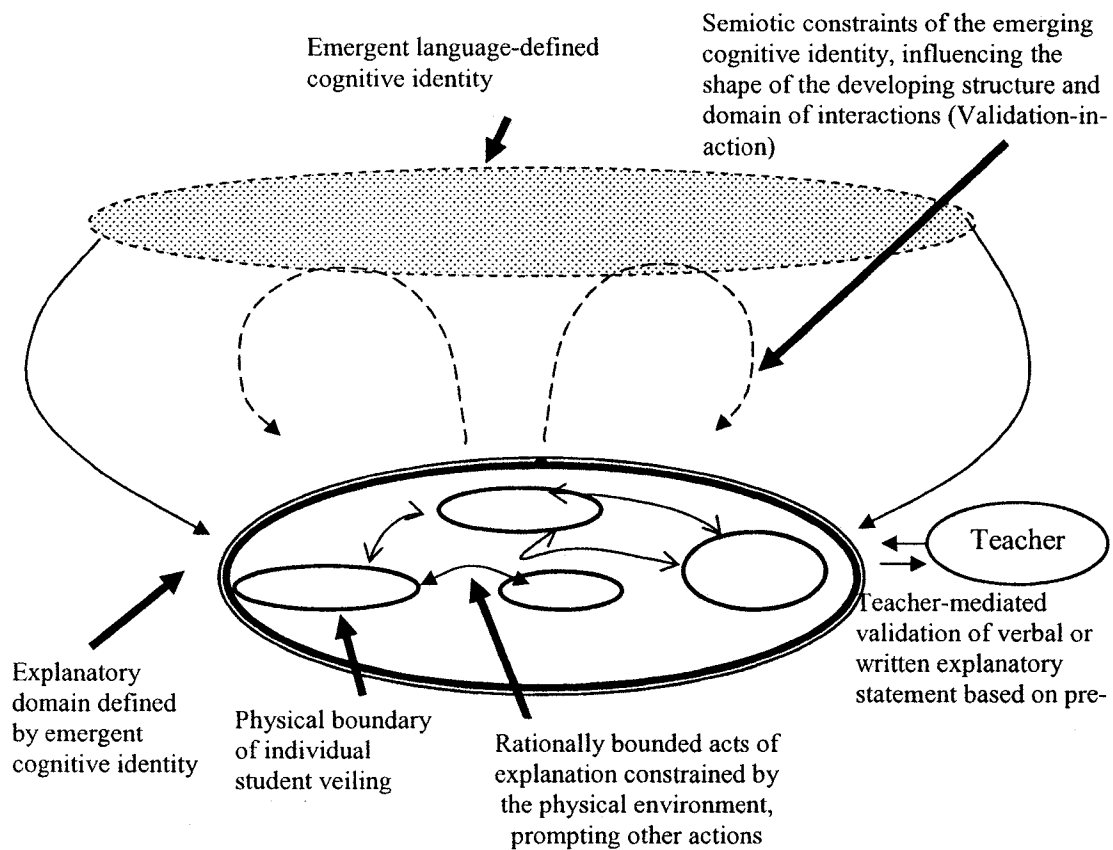 Emergent language-defined
cognitive identity
Semiotic constraints of the emerging
cognitive identity, influencing the
shape of the developing structure and
domain of interactions (Validation-in-
action)
Teacher
Teacher-mediated
validation of verbal or
written explanatory
statement based on pre-
Explanatory
domain defined
by emergent
cognitive identity
Physical boundary
of individual
student veiling
Rationally bounded acts of
explanation constrained by
the physical environment,
prompting other actions